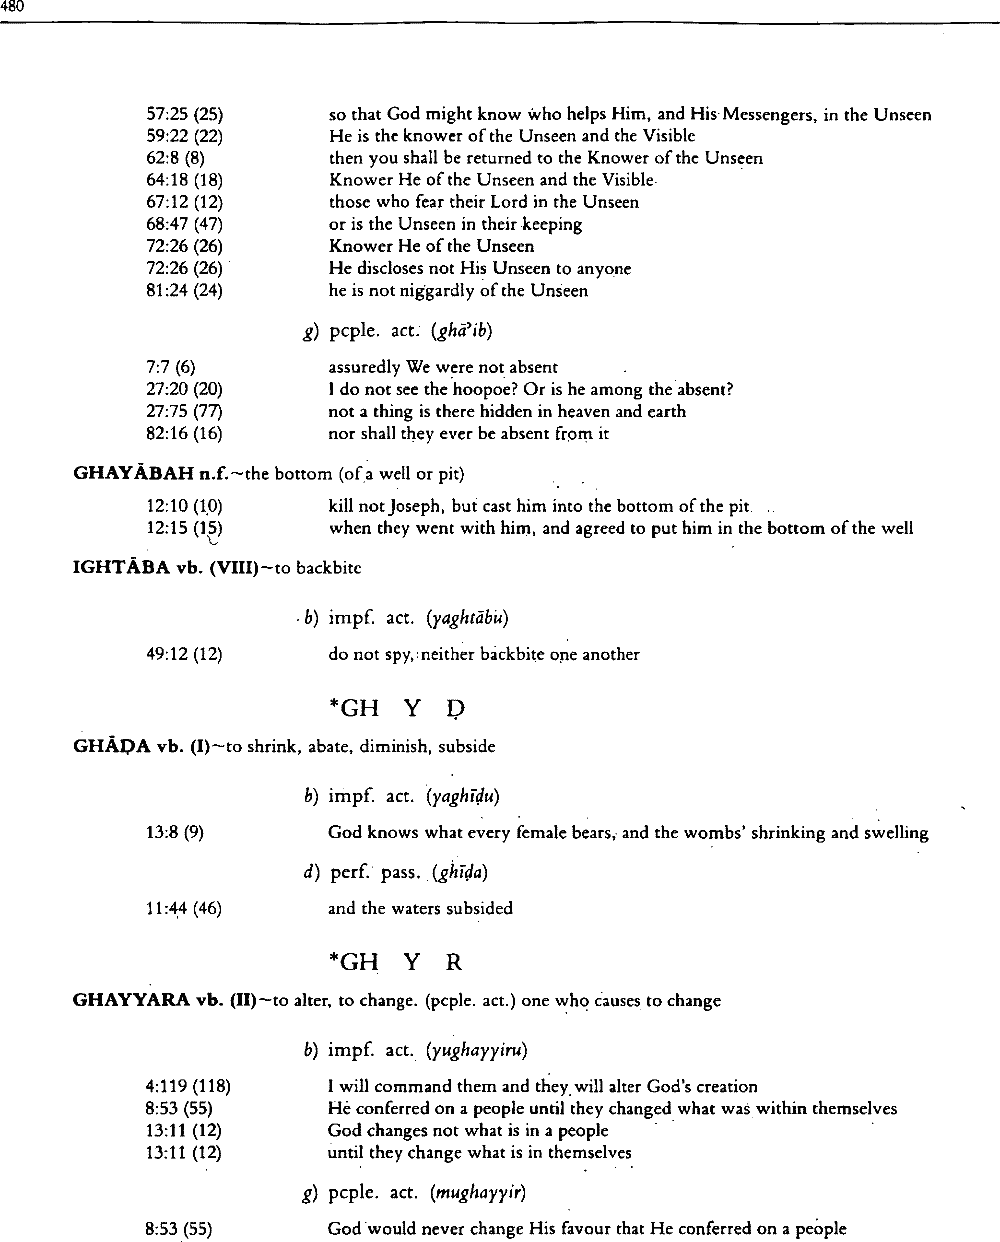 480
57:25 (25) so that God might know who helps Him, and His Messengers, in the Unseen
59:22 (22) He is the knower of the Unseen and the Visible
62:8 (8) then you shall be returned to the Knower of the Unseen
64:18 (18) Knower He of the Unseen and the Visible
67:12 (12) those who fear their Lord in the Unseen
68:47 (47) or is the Unseen in their keeping
72:26 (26) Knower He of the Unseen
72:26 (26) He discloses not His Unseen to anyone
81:24 (24) he is not niggardly of the Unseen
g) pcple. act. (ghā’ib)
7:7 (6) assuredly We were not absent
27:20 (20) I do not see the hoopoe? Or is he among the absent?
27:75 (77) not a thing is there hidden in heaven and earth
82:16 (16) nor shall they ever be absent from it
GHAYĀBAH n.f.~the bottom (of a well or pit)
12:10 (10) kill not Joseph, but cast him into the bottom of the pit
12:15 (15) when they went with him, and agreed to put him in the bottom of the well
IGHTĀBA vb. (VIII)~to backbite
b) impf. act. (yaghtābu)
49:12 (12) do not spy, neither backbite one another
*GH Y Ḍ
GHĀḌA vb. (I)~to shrink, abate, diminish, subside
b) impf. act. (yaghīḍu)
13:8 (9) God knows what every female bears, and the wombs’ shrinking and swelling
d) perf. pass. (ghīḍa)
11:44 (46) and the waters subsided
*GH Y R
GHAYYARA vb. (II)~to alter, to change. (pcple. act.) one who causes to change
b) impf. act. (yughayyiru)
4:119 (118) I will command them and they will alter God's creation
8:53 (55) He conferred on a people until they changed what was within themselves
13:11 (12) God changes not what is in a people
13:11 (12) until they change what is in themselves
g) pcple. act. (mughayyir)
8:53 (55) God would never change His favour that He conferred on a people